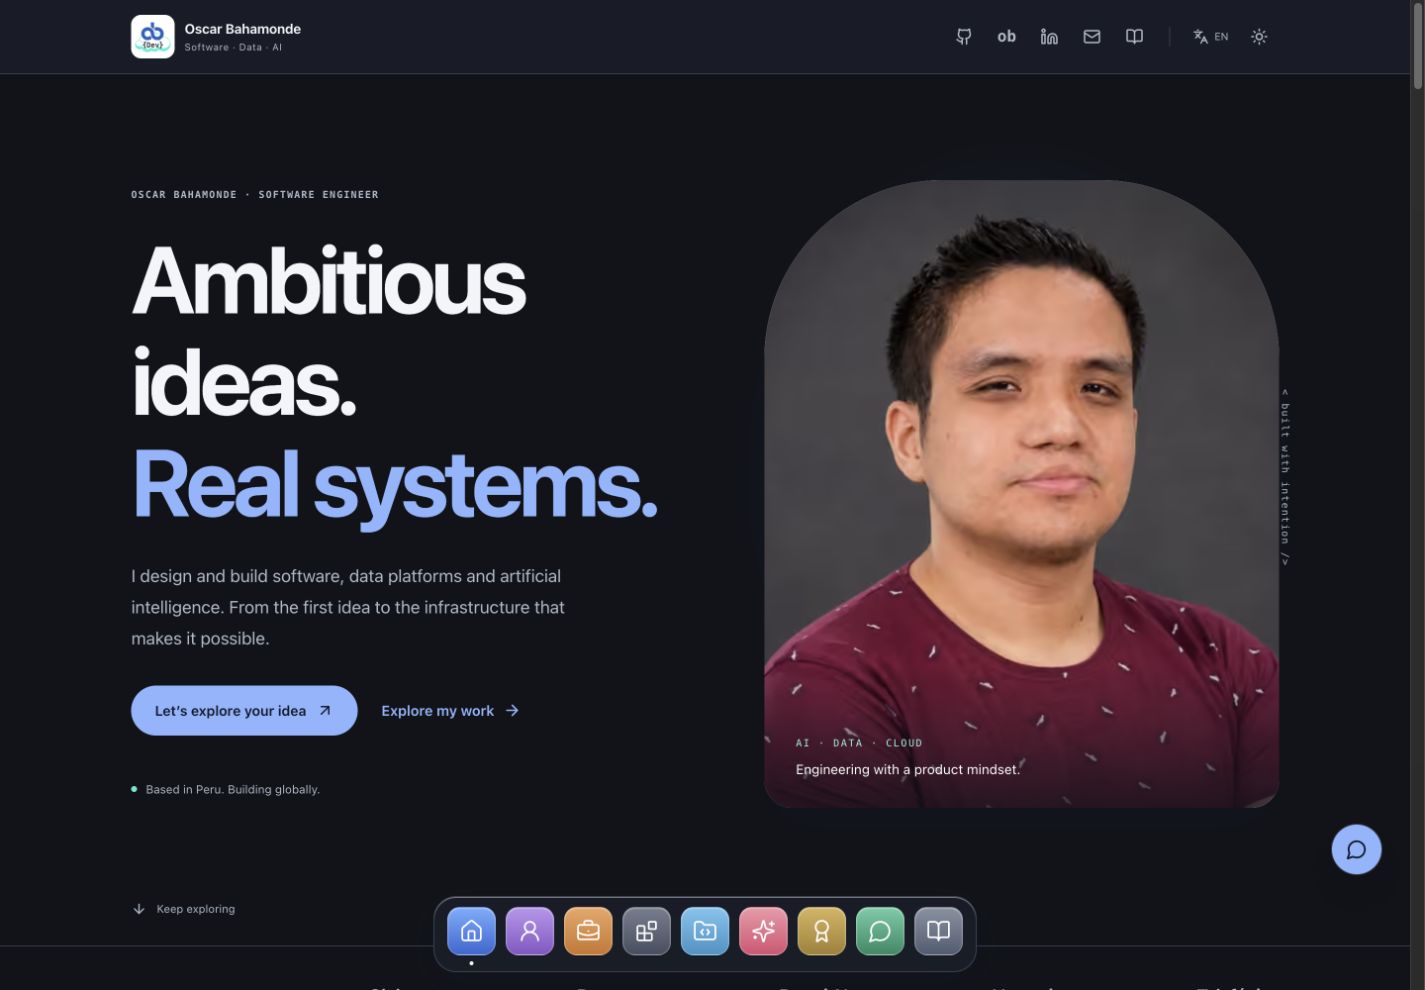 Oscar Bahamonde
Software · Data · AI
ob
EN
OSCAR BAHAMONDE · SOFTWARE ENGINEER
Ambitious
ideas.
Real systems.
I design and build software, data platforms and artificial
intelligence. From the first idea to the infrastructure that
makes it possible.
Let's explore your idea
Explore my work
Based in Peru. Building globally.
AI · DATA · CLOUD
Engineering with a product mindset.
< built with intention />
Keep exploring